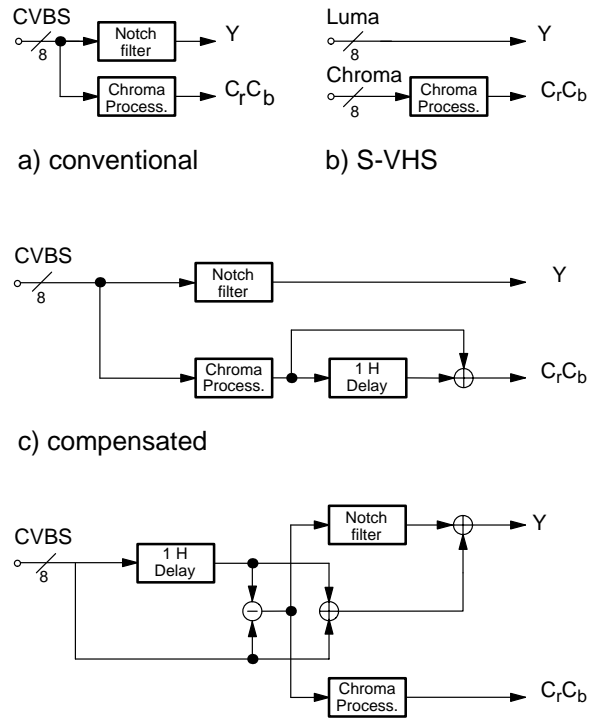 CVBS
8
Notch
filter
Y
Chroma
Process.
CrCb
a) conventional
Luma
8
Y
Chroma
8
Chroma
Process.
CrCb
b) S-VHS
CVBS
8
Notch
filter
Y
Chroma
Process.
1 H
Delay
CrCb
c) compensated
CVBS
8
1 H
Delay
Notch
filter
Y
Chroma
Process.
CrCb